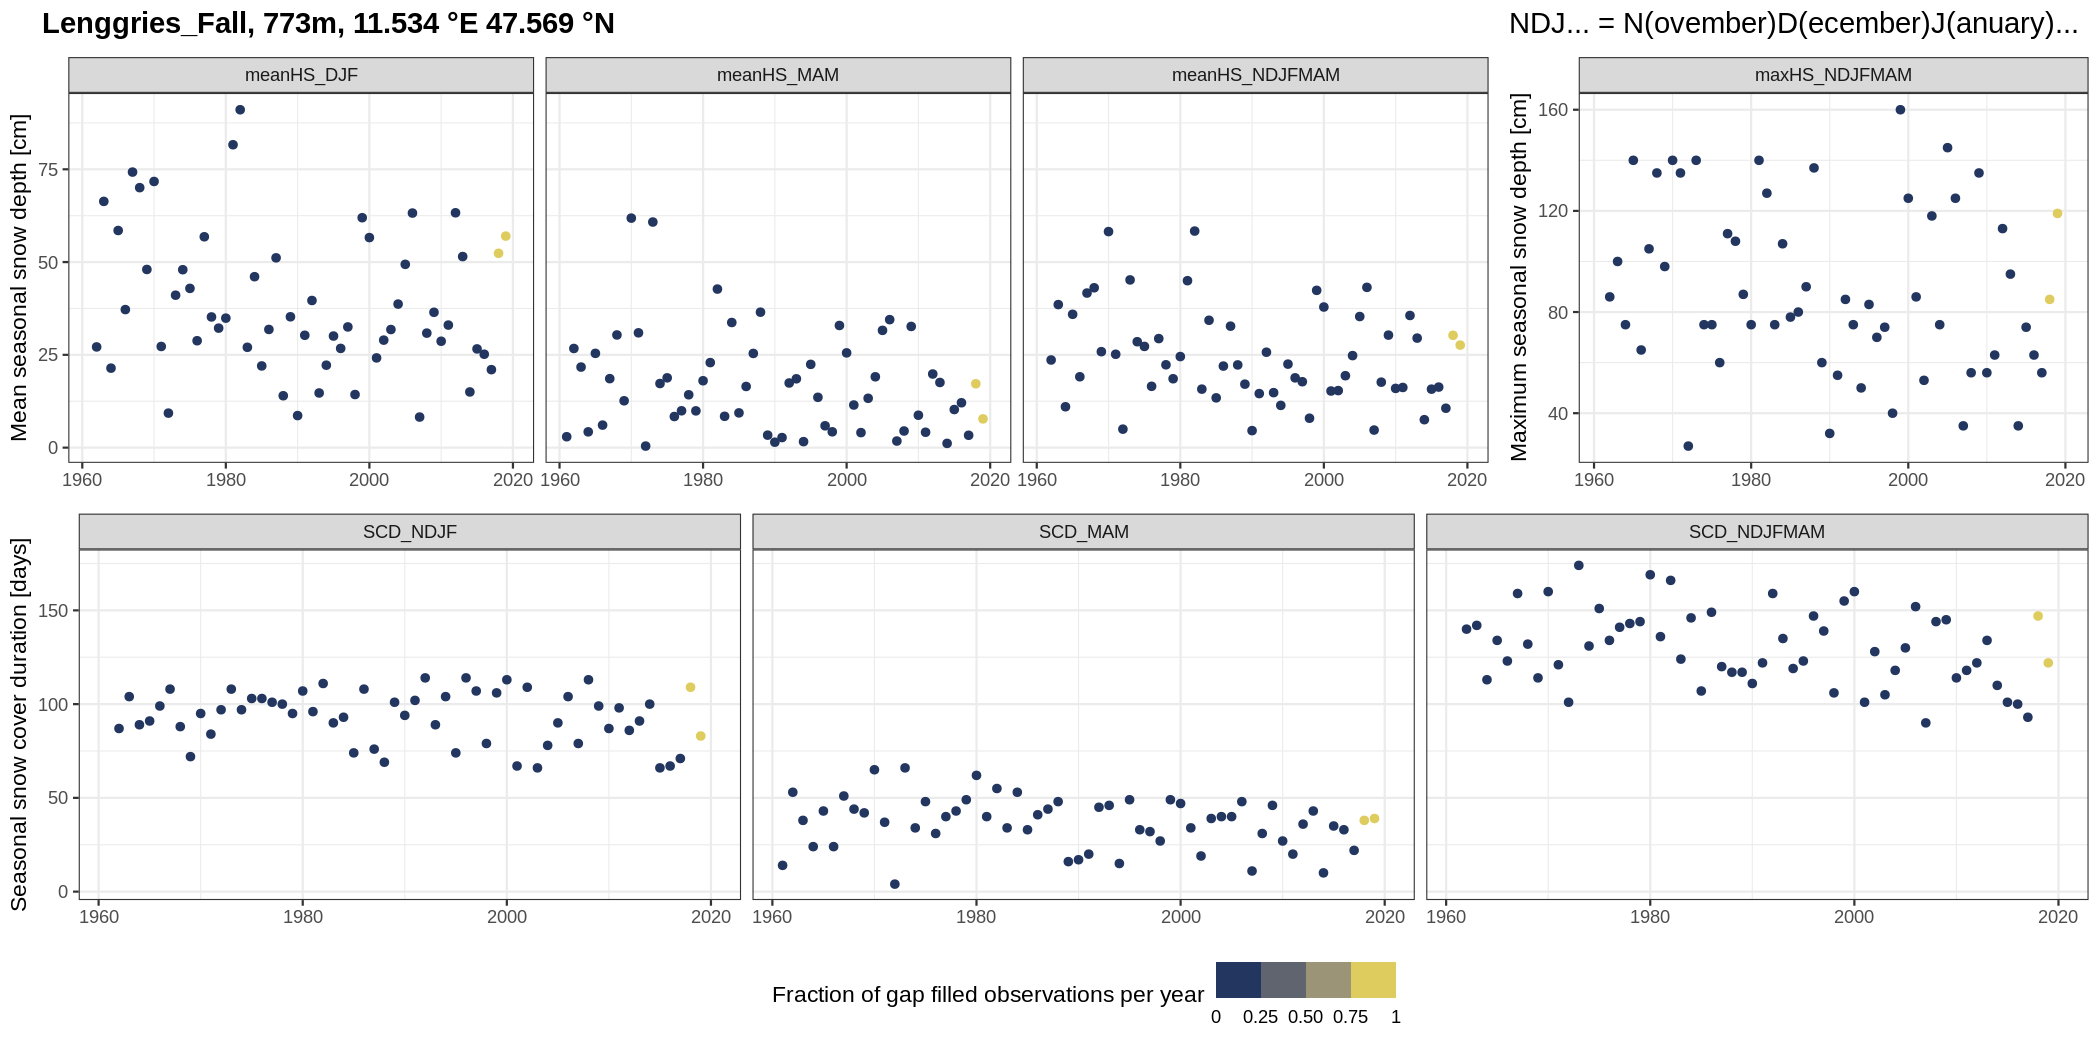 Lenggries_Fall, 773m, 11.534 °E 47.569 °N
NDJ... = N(ovember)D(ecember)J(anuary)...
meanHS_DJF
meanHS_MAM
meanHS_NDJFMAM
maxHS_NDJFMAM
Mean seasonal snow depth [cm]
75
50
25
0
1960 1980 2000 2020
1960 1980 2000 2020
1960 1980 2000 2020
Maximum seasonal snow depth [cm]
160
120
80
40
1960 1980 2000 2020
SCD_NDJF
SCD_MAM
SCD_NDJFMAM
Seasonal snow cover duration [days]
150
100
50
0
1960 1980 2000 2020
1960 1980 2000 2020
1960 1980 2000 2020
Fraction of gap filled observations per year
0 0.25 0.50 0.75 1